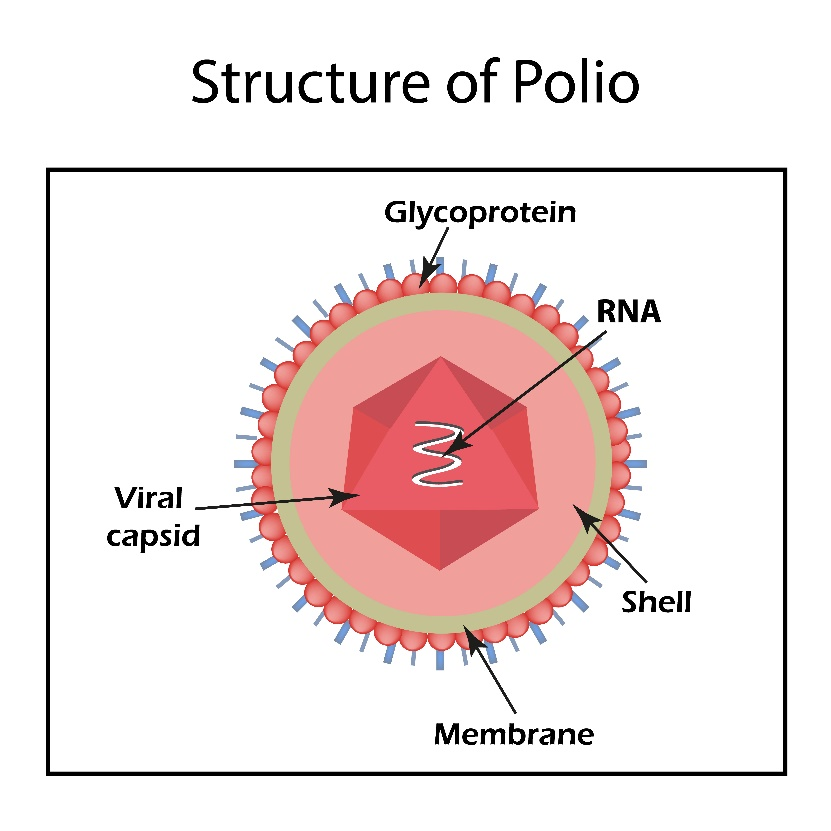 Structure of Polio
Glycoprotein
RNA
Viral
capsid
Shell
Membrane